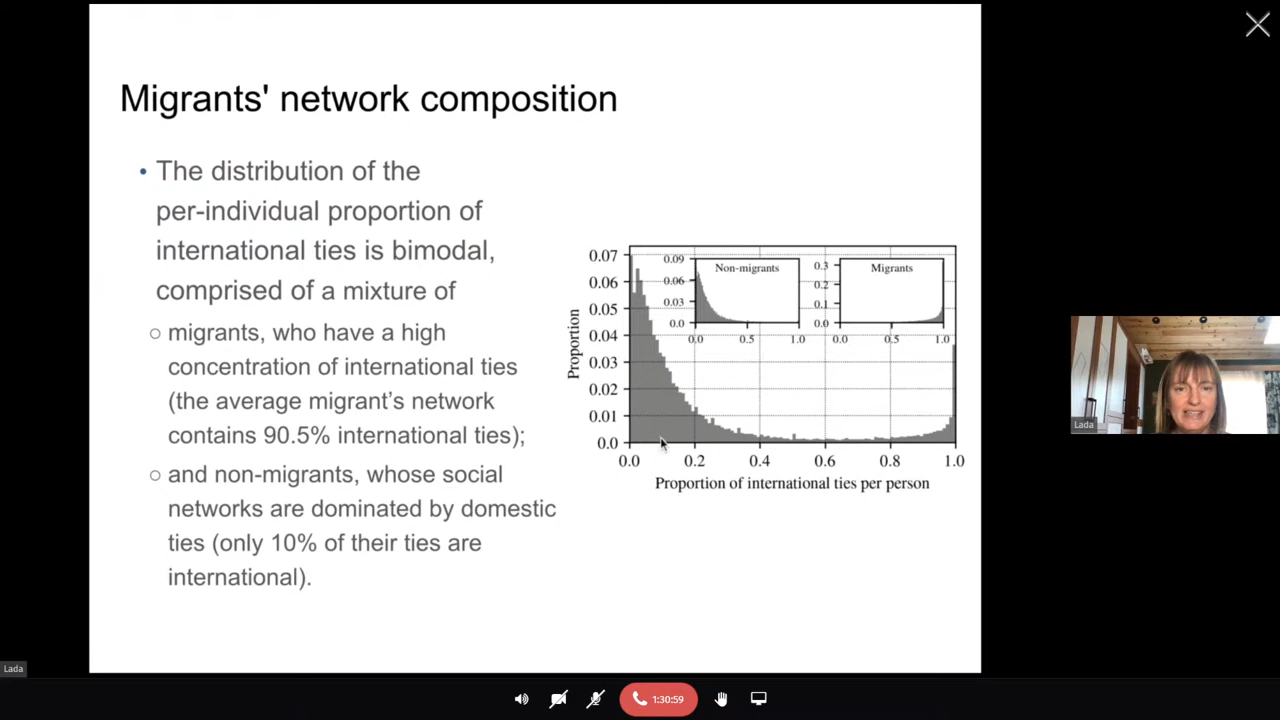 Migrants' network composition
• The distribution of the
per-individual proportion of
international ties is bimodal,
comprised of a mixture of
○ migrants, who have a high
concentration of international ties
(the average migrant’s network
contains 90.5% international ties);
○ and non-migrants, whose social
networks are dominated by domestic
ties (only 10% of their ties are
international).
Proportion
0.07
0.06
0.05
0.04
0.03
0.02
0.01
0.0
0.0 0.2 0.4 0.6 0.8 1.0
Proportion of international ties per person
Non-migrants
0.09
0.06
0.03
0.0
0.0 0.5 1.0
Migrants
0.3
0.2
0.1
0.0
0.0 0.5 1.0
Lada
Lada
1:30:59